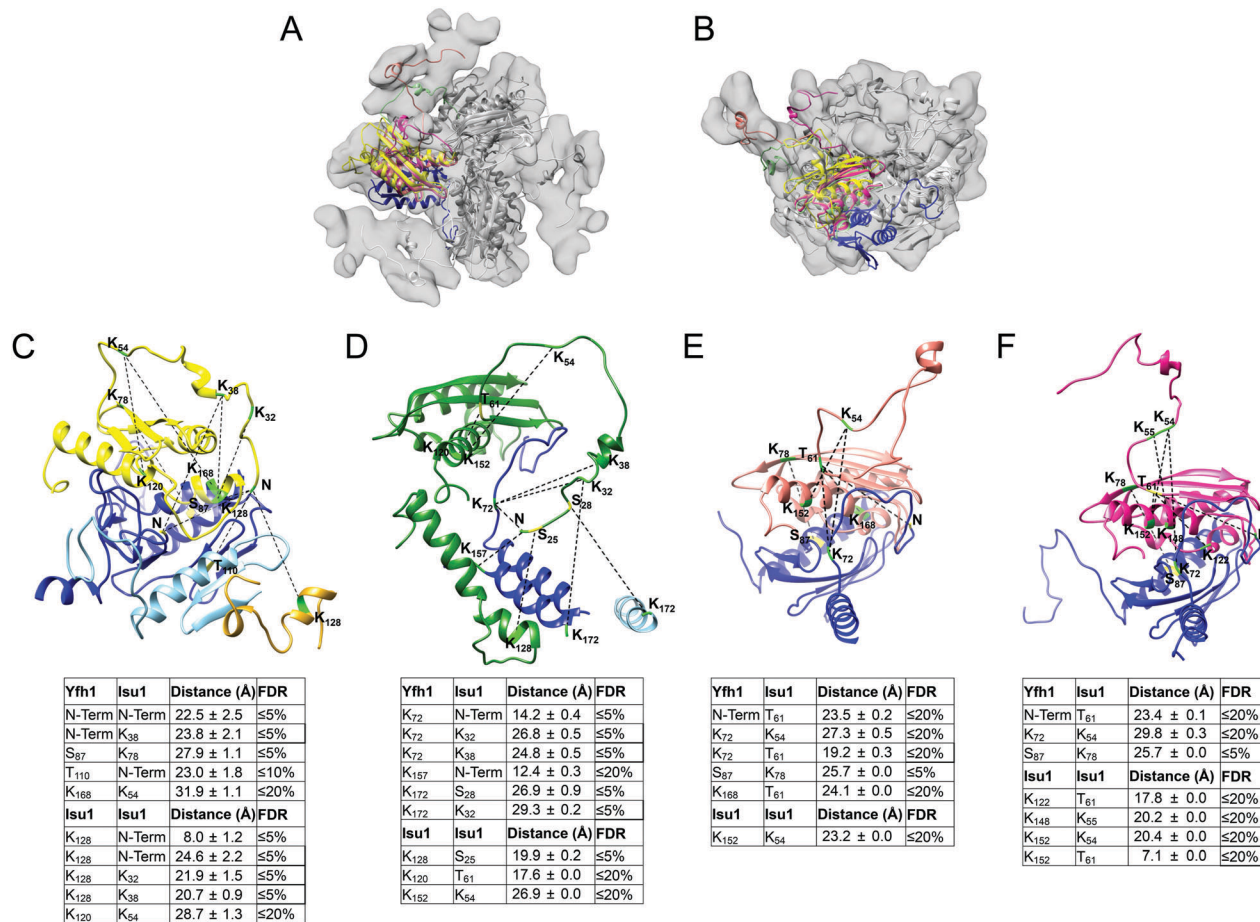 A
B
C
D
E
F
K54
K38
K78
K32
K168
K120
S87
N
K128
N
T110
K128
K54
T61
K120
K152
K38
K32
K72
S28
N
S25
K157
K172
K128
K172
K54
K78
T61
K152
K168
N
S87
K72
K54
K55
K78
T61
K152
K148
K72
K122
S87
Yfh1 Isu1 Distance (Å) FDR
N-Term N-Term 22.5 ± 2.5 ≤5%
N-Term K38 23.8 ± 2.1 ≤5%
S87 K78 27.9 ± 1.1 ≤5%
T110 N-Term 23.0 ± 1.8 ≤10%
K168 K54 31.9 ± 1.1 ≤20%
Isu1 Isu1
K128 N-Term 8.0 ± 1.2 ≤5%
K128 N-Term 24.6 ± 2.2 ≤5%
K128 K32 21.9 ± 1.5 ≤5%
K128 K38 20.7 ± 0.9 ≤5%
K120 K54 28.7 ± 1.3 ≤20%
Yfh1 Isu1 Distance (Å) FDR
K72 N-Term 14.2 ± 0.4 ≤5%
K72 K32 26.8 ± 0.5 ≤5%
K72 K38 24.8 ± 0.5 ≤5%
K157 N-Term 12.4 ± 0.3 ≤20%
K172 S28 26.9 ± 0.9 ≤5%
K172 K32 29.3 ± 0.2 ≤5%
Isu1 Isu1
K128 S25 19.9 ± 0.2 ≤5%
K120 T61 17.6 ± 0.0 ≤20%
K152 K54 26.9 ± 0.0 ≤20%
Yfh1 Isu1 Distance (Å) FDR
N-Term T61 23.5 ± 0.2 ≤20%
K72 K54 27.3 ± 0.5 ≤20%
K72 T61 19.2 ± 0.3 ≤20%
S87 K78 25.7 ± 0.0 ≤5%
K168 T61 24.1 ± 0.0 ≤20%
Isu1 Isu1
K152 K54 23.2 ± 0.0 ≤20%
Yfh1 Isu1 Distance (Å) FDR
N-Term T61 23.4 ± 0.1 ≤20%
K72 K54 29.8 ± 0.3 ≤20%
S87 K78 25.7 ± 0.0 ≤5%
Isu1 Isu1
K122 T61 17.8 ± 0.0 ≤20%
K148 K55 20.2 ± 0.0 ≤20%
K152 K54 20.4 ± 0.0 ≤20%
K152 T61 7.1 ± 0.0 ≤20%